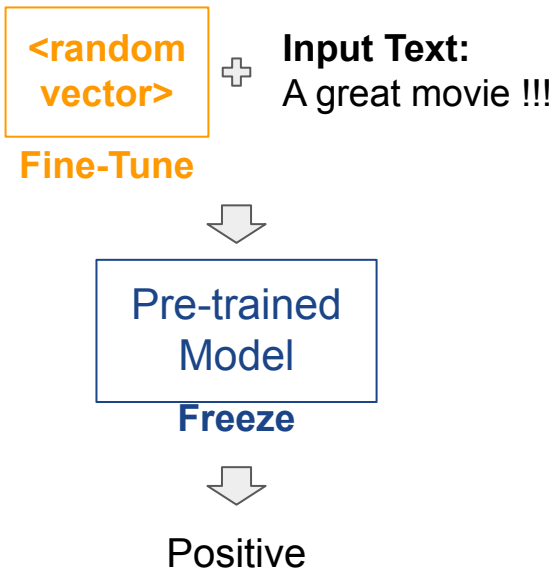 <random
vector>
Fine-Tune
Input Text:
A great movie !!!
Pre-trained
Model
Freeze
Positive